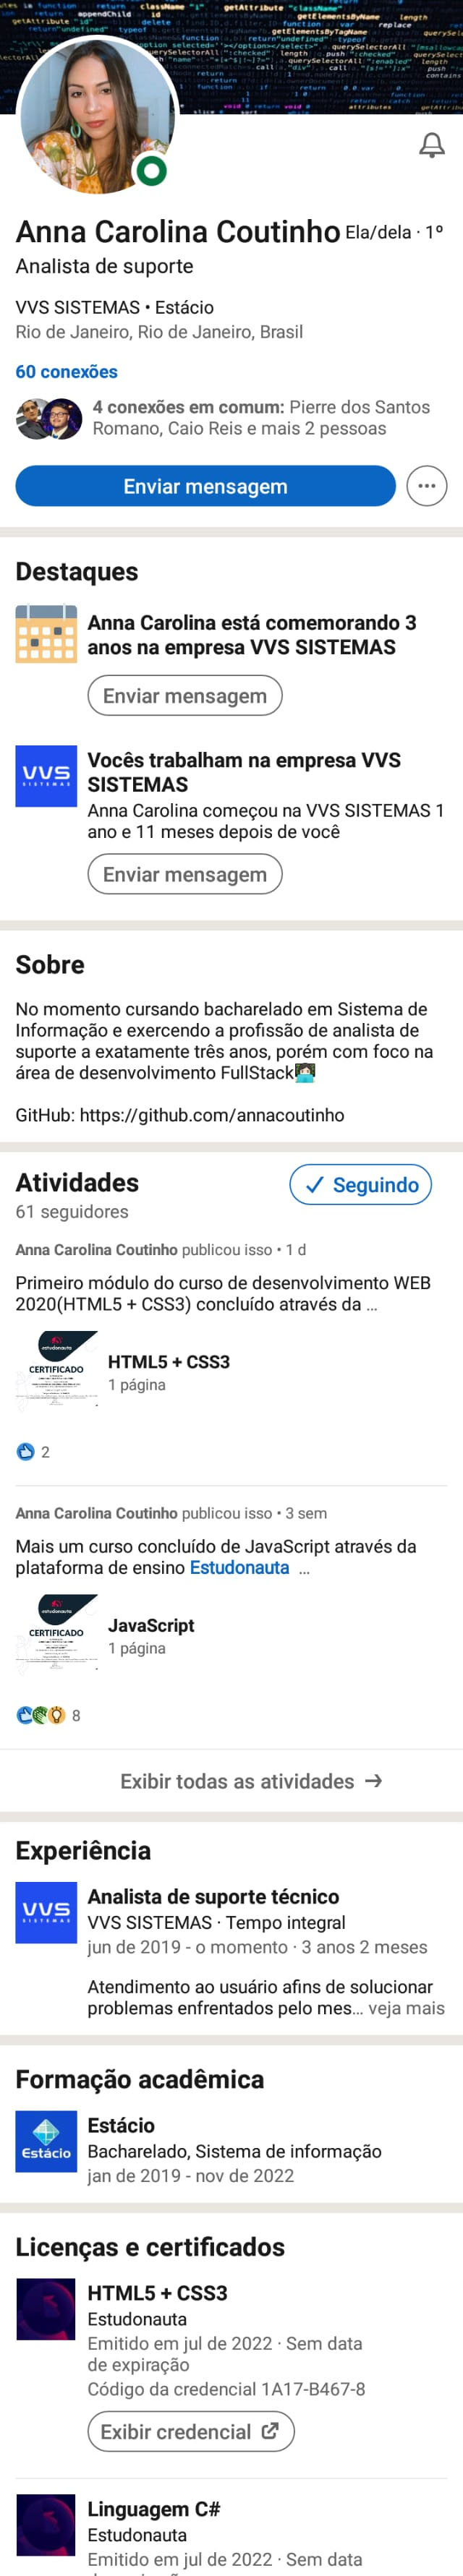 Anna Carolina Coutinho Ela/dela · 1º
Analista de suporte
VVS SISTEMAS • Estácio
Rio de Janeiro, Rio de Janeiro, Brasil
60 conexões
4 conexões em comum: Pierre dos Santos
Romano, Caio Reis e mais 2 pessoas
Enviar mensagem
Destaques
Anna Carolina está comemorando 3
anos na empresa VVS SISTEMAS
Enviar mensagem
VVS
SISTEMAS
Vocês trabalham na empresa VVS
SISTEMAS
Anna Carolina começou na VVS SISTEMAS 1
ano e 11 meses depois de você
Enviar mensagem
Sobre
No momento cursando bacharelado em Sistema de
Informação e exercendo a profissão de analista de
suporte a exatamente três anos, porém com foco na
área de desenvolvimento FullStack👩🏻‍💻
GitHub: https://github.com/annacoutinho
Atividades
Seguindo
61 seguidores
Anna Carolina Coutinho publicou isso • 1 d
Primeiro módulo do curso de desenvolvimento WEB
2020(HTML5 + CSS3) concluído através da ...
estudonauta
CERTIFICADO
HTML5 + CSS3
1 página
2
Anna Carolina Coutinho publicou isso • 3 sem
Mais um curso concluído de JavaScript através da
plataforma de ensino Estudonauta ...
estudonauta
CERTIFICADO
JavaScript
1 página
8
Exibir todas as atividades →
Experiência
VVS
SISTEMAS
Analista de suporte técnico
VVS SISTEMAS · Tempo integral
jun de 2019 - o momento · 3 anos 2 meses
Atendimento ao usuário afins de solucionar
problemas enfrentados pelo mes... veja mais
Formação acadêmica
Estácio
Estácio
Bacharelado, Sistema de informação
jan de 2019 - nov de 2022
Licenças e certificados
HTML5 + CSS3
Estudonauta
Emitido em jul de 2022 · Sem data
de expiração
Código da credencial 1A17-B467-8
Exibir credencial
Linguagem C#
Estudonauta
Emitido em jul de 2022 · Sem data